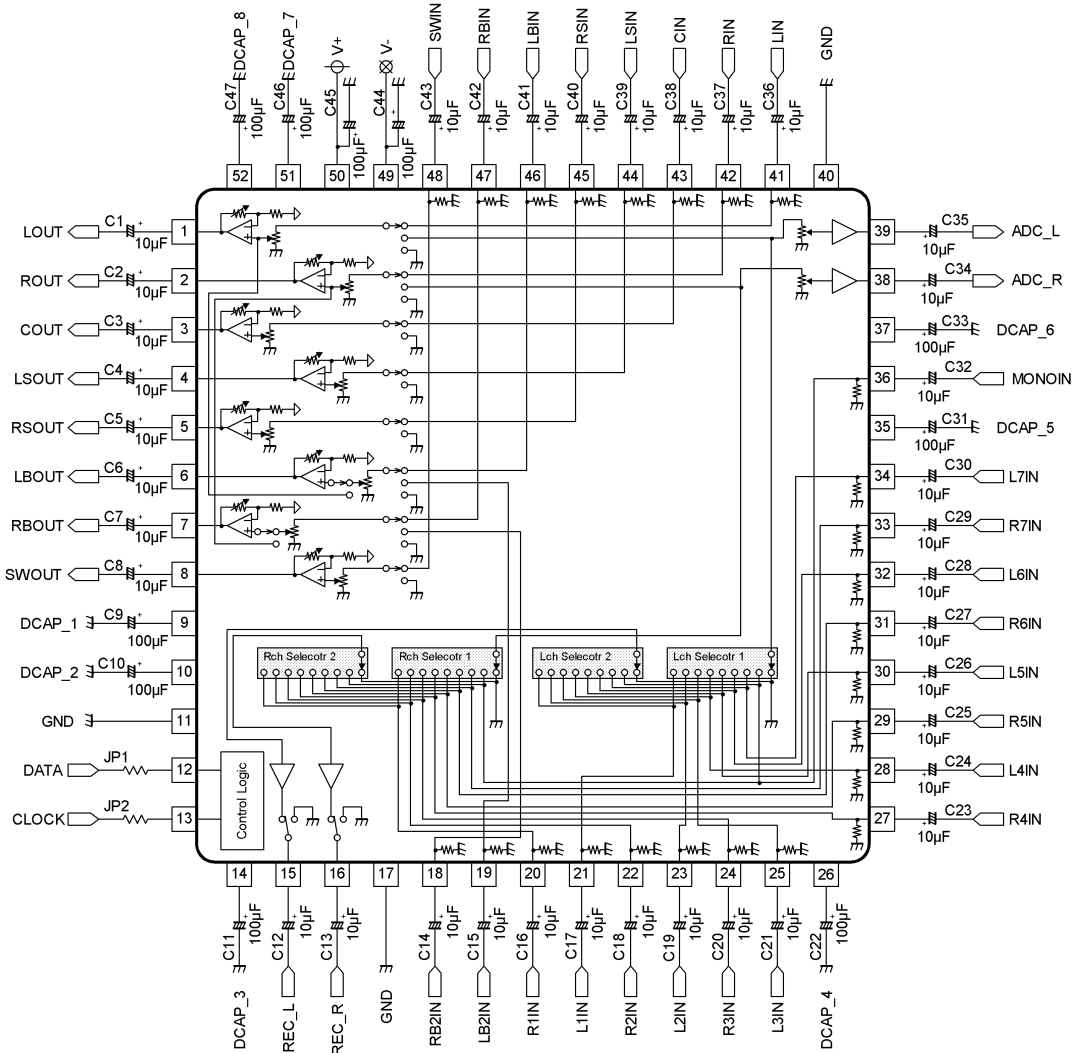 DCAP_8
DCAP_7
V+
V-
SWIN
RBIN
LBIN
RSIN
LSIN
CIN
RIN
LIN
GND
C47
C46
C45
C44
C43
C42
C41
C40
C39
C38
C37
C36
100µF
100µF
100µF
100µF
10µF
10µF
10µF
10µF
10µF
10µF
10µF
10µF
52 51 50 49 48 47 46 45 44 43 42 41 40
LOUT C1 10µF 1
ROUT C2 10µF 2
COUT C3 10µF 3
LSOUT C4 10µF 4
RSOUT C5 10µF 5
LBOUT C6 10µF 6
RBOUT C7 10µF 7
SWOUT C8 10µF 8
DCAP_1 C9 100µF 9
DCAP_2 C10 100µF 10
GND 11
DATA JP1 12
CLOCK JP2 13
39 C35 10µF ADC_L
38 C34 10µF ADC_R
37 C33 100µF DCAP_6
36 C32 10µF MONOIN
35 C31 100µF DCAP_5
34 C30 10µF L7IN
33 C29 10µF R7IN
32 C28 10µF L6IN
31 C27 10µF R6IN
30 C26 10µF L5IN
29 C25 10µF R5IN
28 C24 10µF L4IN
27 C23 10µF R4IN
Rch Selecotr 2
Rch Selecotr 1
Lch Selecotr 2
Lch Selecotr 1
Control Logic
14 15 16 17 18 19 20 21 22 23 24 25 26
C11
C12
C13
C14
C15
C16
C17
C18
C19
C20
C21
C22
100µF
10µF
10µF
10µF
10µF
10µF
10µF
10µF
10µF
10µF
10µF
100µF
DCAP_3
REC_L
REC_R
GND
RB2IN
LB2IN
R1IN
L1IN
R2IN
L2IN
R3IN
L3IN
DCAP_4